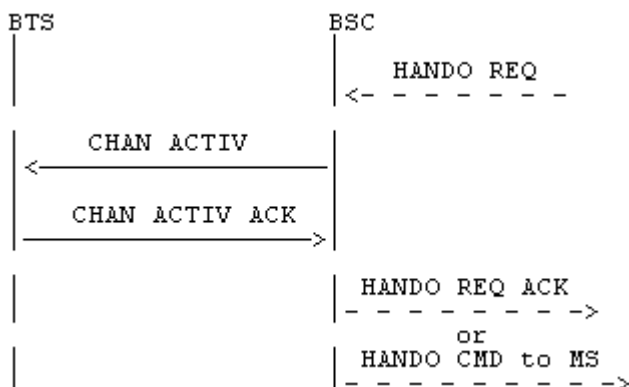 BTS BSC
HANDO REQ
CHAN ACTIV
CHAN ACTIV ACK
HANDO REQ ACK
or
HANDO CMD to MS